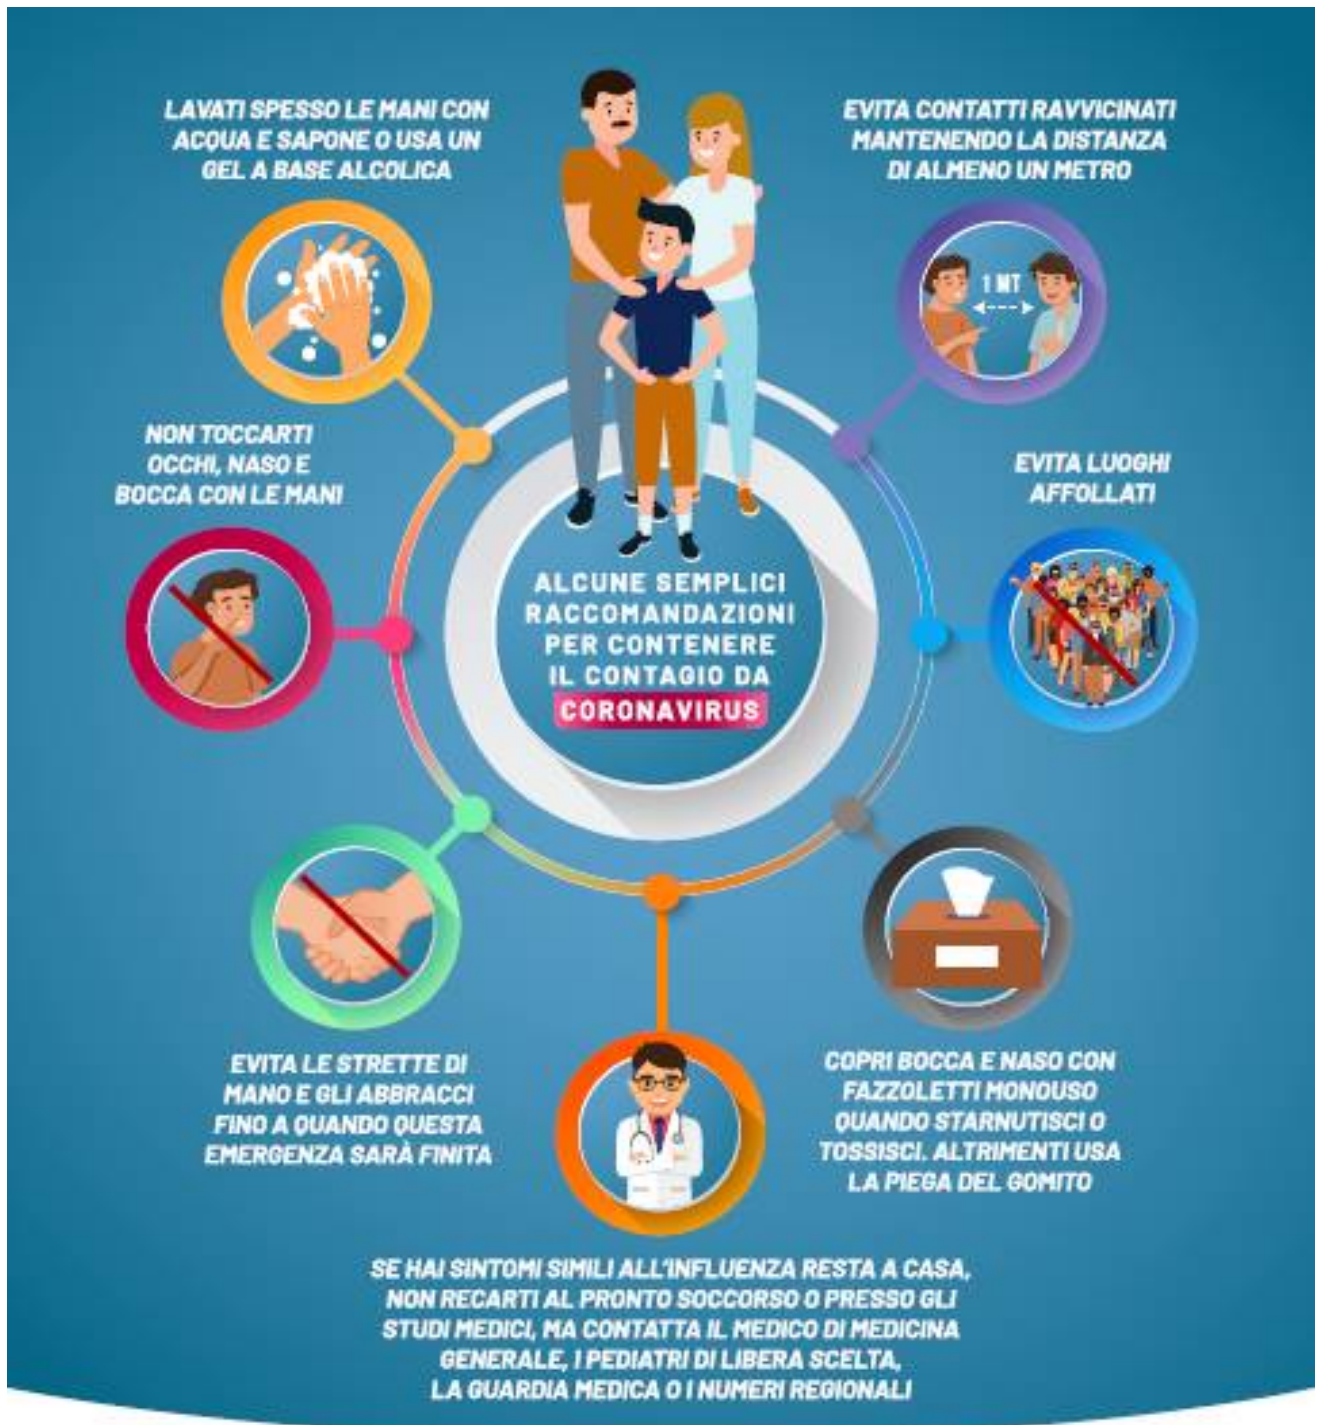 LAVATI SPESSO LE MANI CON
ACQUA E SAPONE O USA UN
GEL A BASE ALCOLICA
EVITA CONTATTI RAVVICINATI
MANTENENDO LA DISTANZA
DI ALMENO UN METRO
1 MT
NON TOCCARTI
OCCHI, NASO E
BOCCA CON LE MANI
EVITA LUOGHI
AFFOLLATI
ALCUNE SEMPLICI
RACCOMANDAZIONI
PER CONTENERE
IL CONTAGIO DA
CORONAVIRUS
EVITA LE STRETTE DI
MANO E GLI ABBRACCI
FINO A QUANDO QUESTA
EMERGENZA SARÀ FINITA
COPRI BOCCA E NASO CON
FAZZOLETTI MONOUSO
QUANDO STARNUTISCI O
TOSSISCI. ALTRIMENTI USA
LA PIEGA DEL GOMITO
SE HAI SINTOMI SIMILI ALL'INFLUENZA RESTA A CASA,
NON RECARTI AL PRONTO SOCCORSO O PRESSO GLI
STUDI MEDICI, MA CONTATTA IL MEDICO DI MEDICINA
GENERALE, I PEDIATRI DI LIBERA SCELTA,
LA GUARDIA MEDICA O I NUMERI REGIONALI